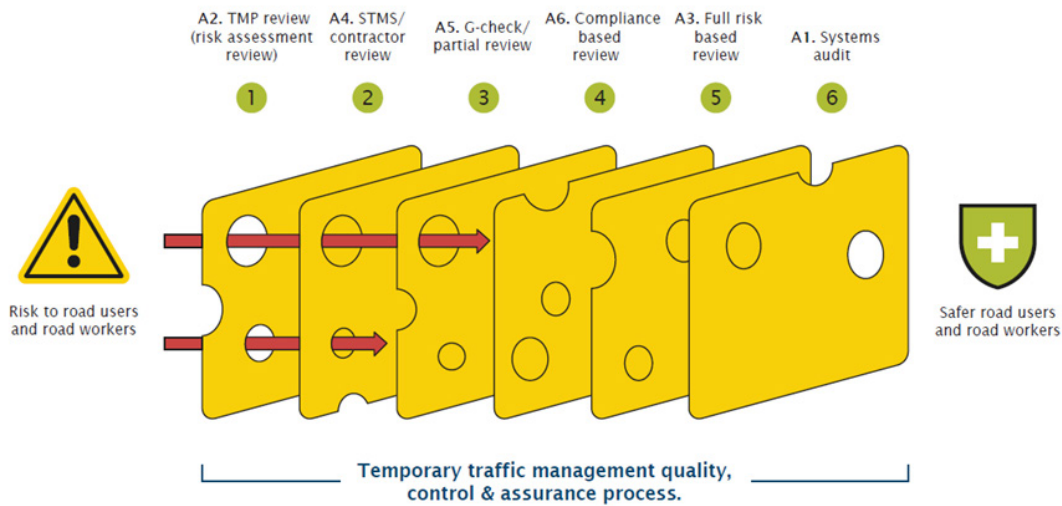 A2. TMP review
(risk assessment
review)
A4. STMS/
contractor
review
A5. G-check/
partial review
A6. Compliance
based
review
A3. Full risk
based
review
A1. Systems
audit
1
2
3
4
5
6
!
Risk to road users
and road workers
Safer road users
and road workers
Temporary traffic management quality,
control & assurance process.